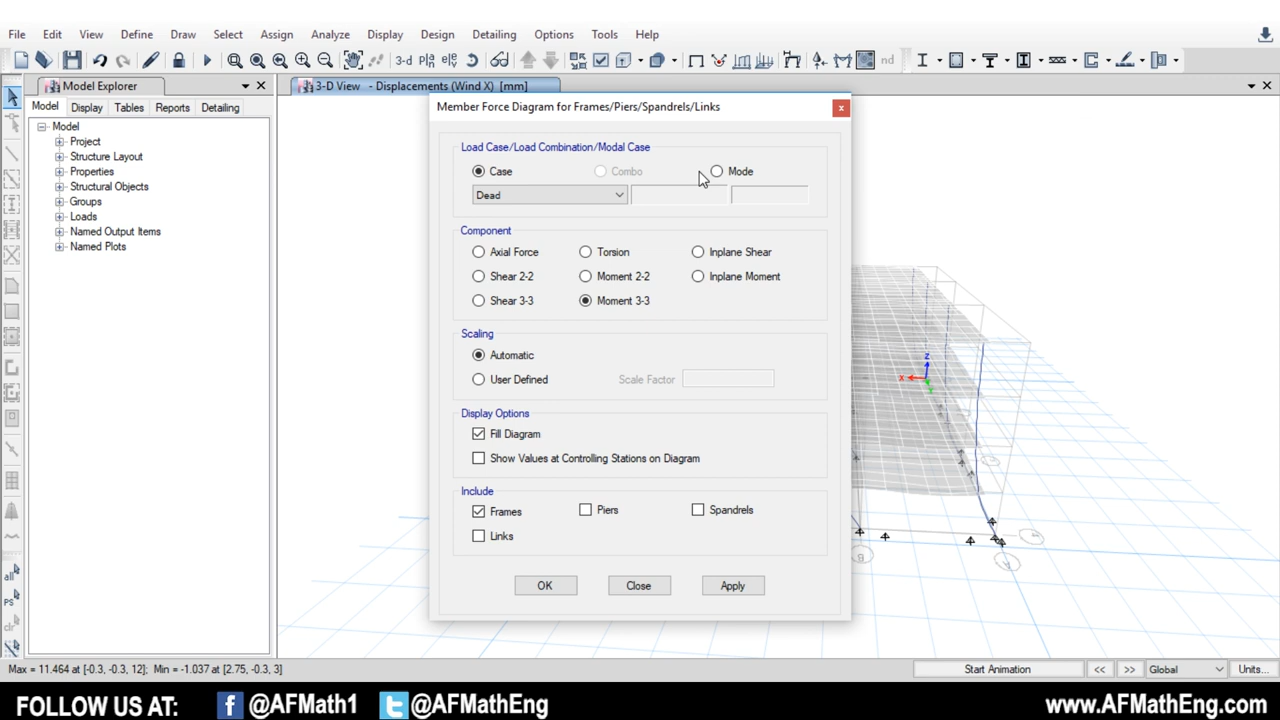 File Edit View Define Draw Select Assign Analyze Display Design Detailing Options Tools Help
3-d nd
Model Explorer
3-D View - Displacements (Wind X) [mm]
Model Display Tables Reports Detailing
Model
Project
Structure Layout
Properties
Structural Objects
Groups
Loads
Named Output Items
Named Plots
Member Force Diagram for Frames/Piers/Spandrels/Links
x
Load Case/Load Combination/Modal Case
Case Combo Mode
Dead
Component
Axial Force Torsion Inplane Shear
Shear 2-2 Moment 2-2 Inplane Moment
Shear 3-3 Moment 3-3
Scaling
Automatic
User Defined Scale Factor
Display Options
Fill Diagram
Show Values at Controlling Stations on Diagram
Include
Frames Piers Spandrels
Links
OK Close Apply
Z
X
all
PS
clr
Max = 11.464 at [-0.3, -0.3, 12]; Min = -1.037 at [2.75, -0.3, 3]
Start Animation << >> Global Units...
FOLLOW US AT: f @AFMath1 @AFMathEng www.AFMathEng.com